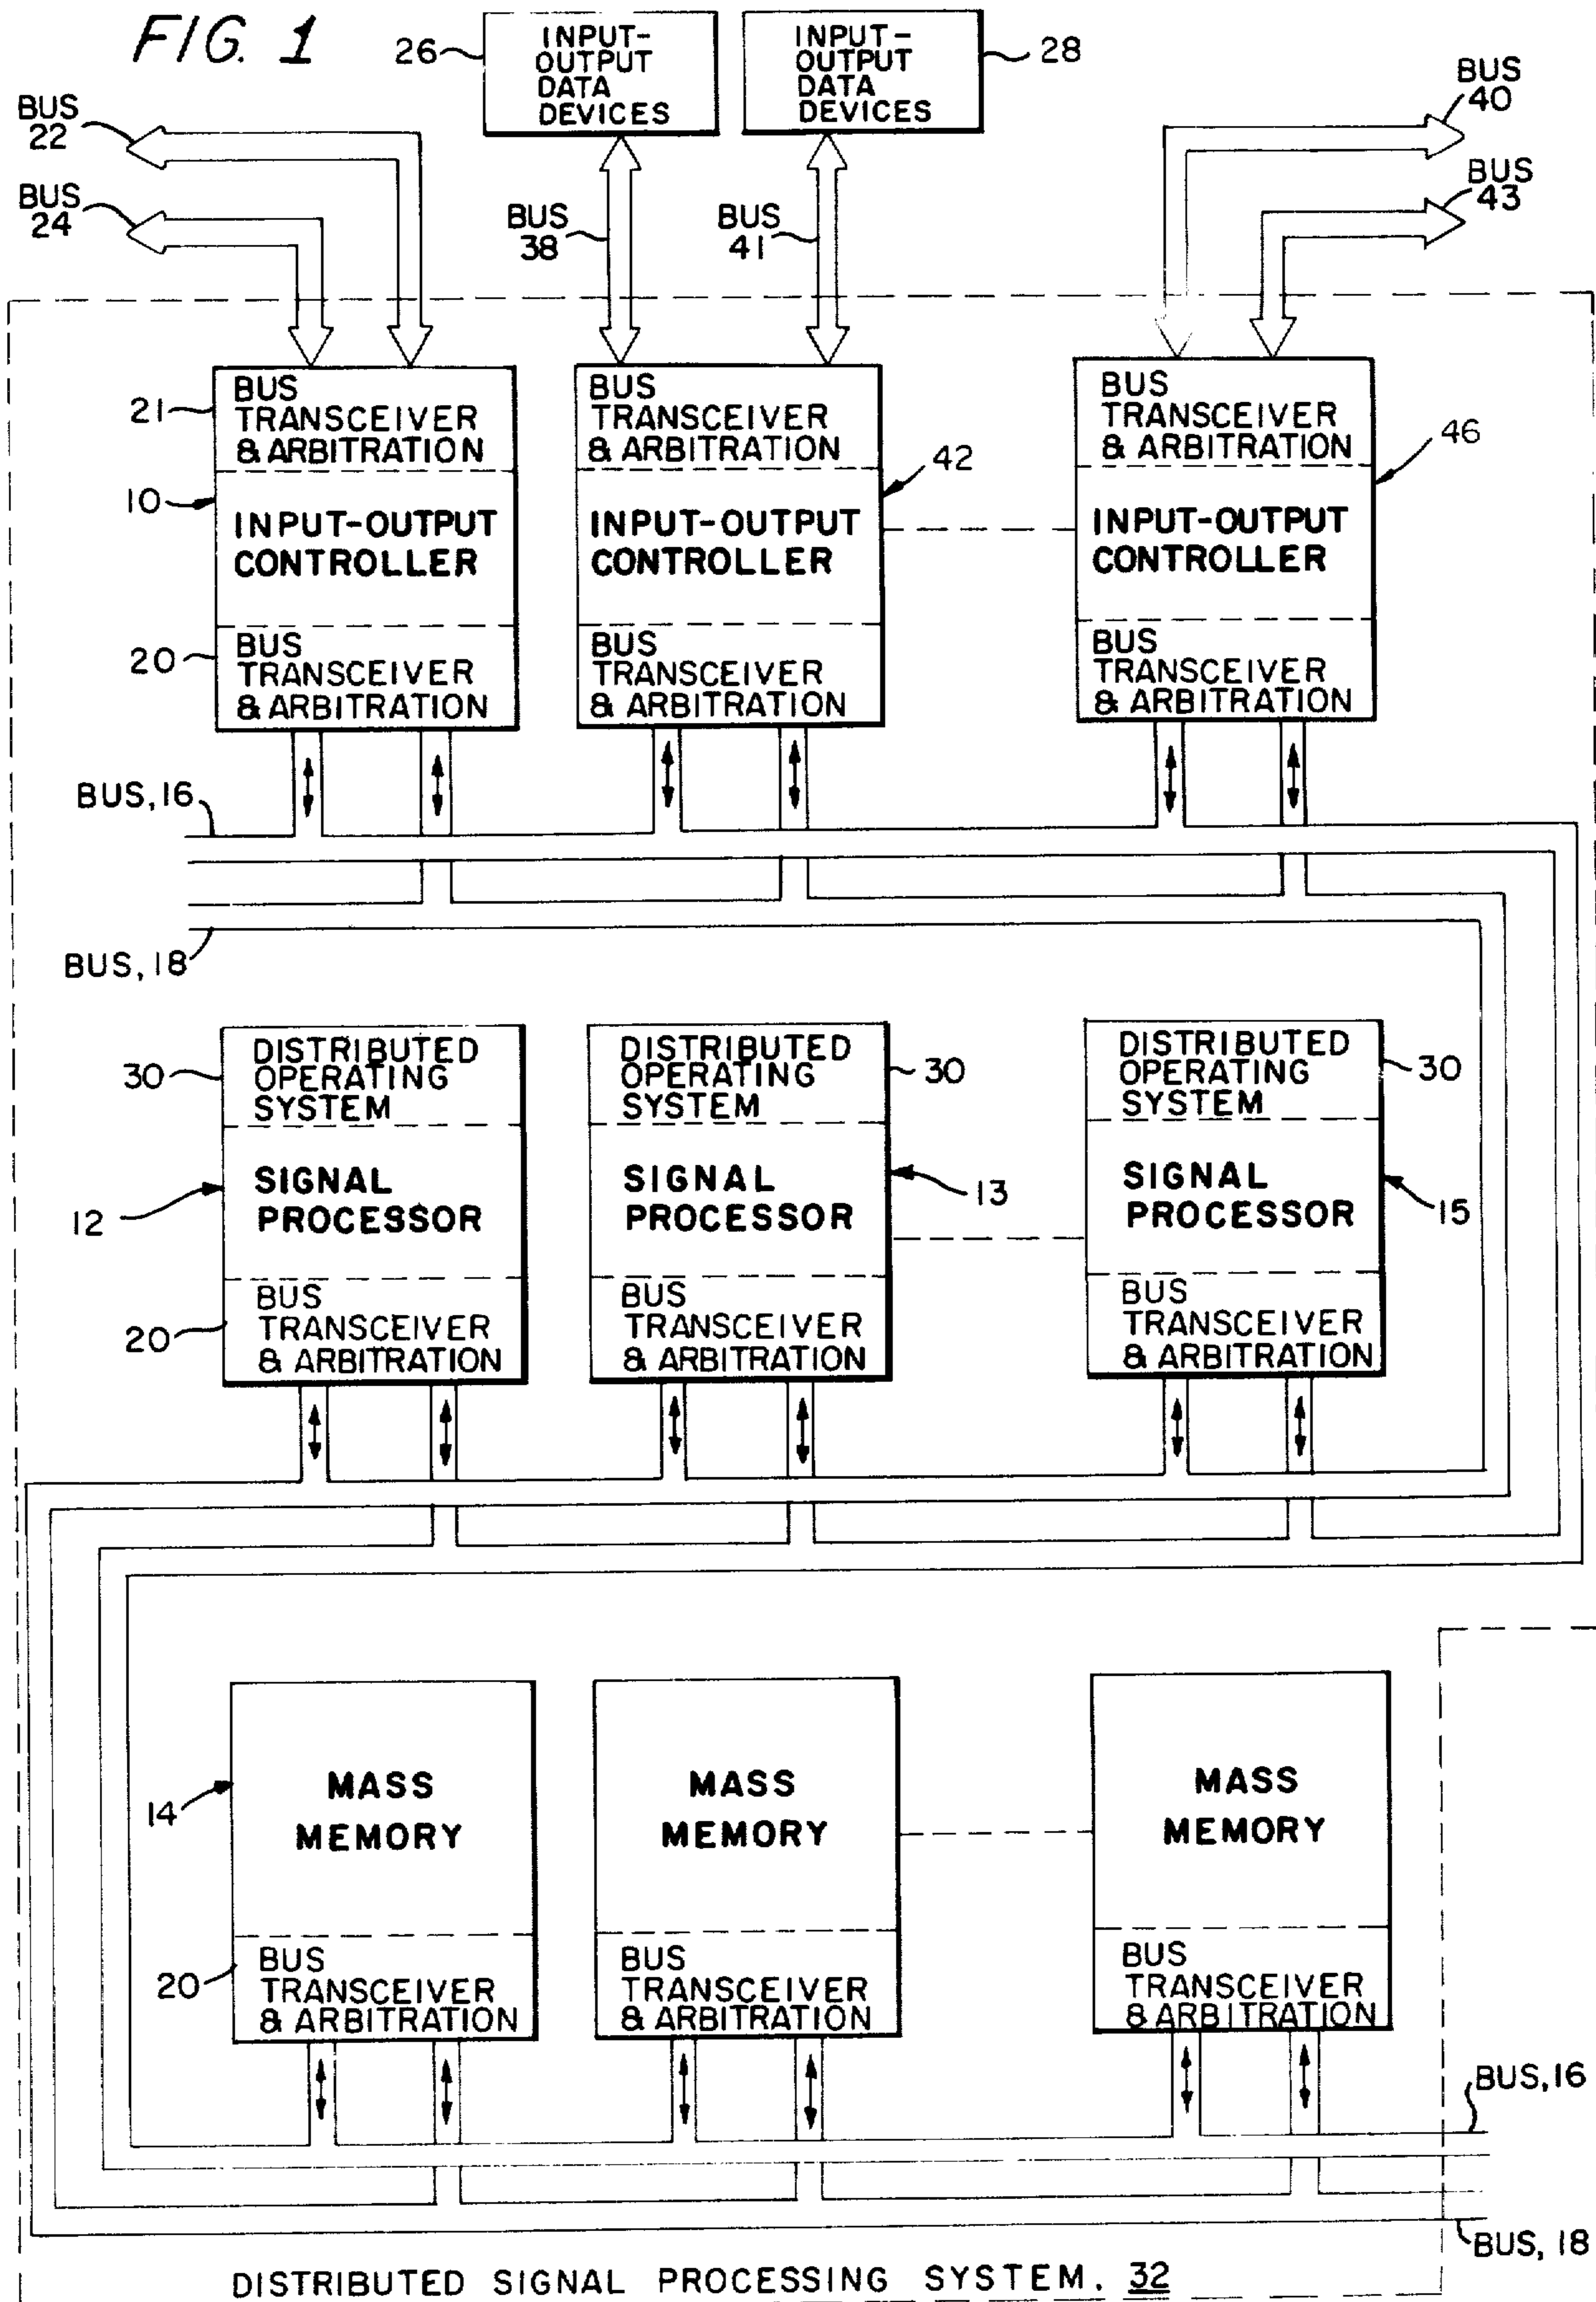 FIG. 1
26
INPUT-
OUTPUT
DATA
DEVICES
INPUT-
OUTPUT
DATA
DEVICES
28
BUS
22
BUS
24
BUS
38
BUS
41
BUS
40
BUS
43
21
BUS
TRANSCEIVER
& ARBITRATION
10
INPUT-OUTPUT
CONTROLLER
20
BUS
TRANSCEIVER
& ARBITRATION
BUS
TRANSCEIVER
& ARBITRATION
42
INPUT-OUTPUT
CONTROLLER
BUS
TRANSCEIVER
& ARBITRATION
BUS
TRANSCEIVER
& ARBITRATION
46
INPUT-OUTPUT
CONTROLLER
BUS
TRANSCEIVER
& ARBITRATION
BUS, 16
BUS, 18
30
DISTRIBUTED
OPERATING
SYSTEM
12
SIGNAL
PROCESSOR
20
BUS
TRANSCEIVER
& ARBITRATION
DISTRIBUTED
OPERATING
SYSTEM
30
SIGNAL
PROCESSOR
13
BUS
TRANSCEIVER
& ARBITRATION
DISTRIBUTED
OPERATING
SYSTEM
30
SIGNAL
PROCESSOR
15
BUS
TRANSCEIVER
& ARBITRATION
14
MASS
MEMORY
20
BUS
TRANSCEIVER
& ARBITRATION
MASS
MEMORY
BUS
TRANSCEIVER
& ARBITRATION
MASS
MEMORY
BUS
TRANSCEIVER
& ARBITRATION
BUS, 16
BUS, 18
DISTRIBUTED SIGNAL PROCESSING SYSTEM. 32